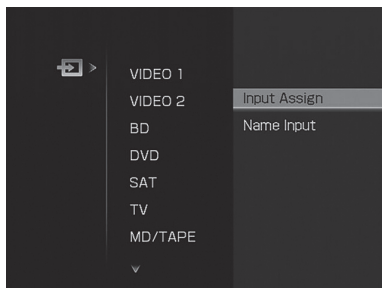 VIDEO 1
VIDEO 2
BD
DVD
SAT
TV
MD/TAPE
Input Assign
Name Input